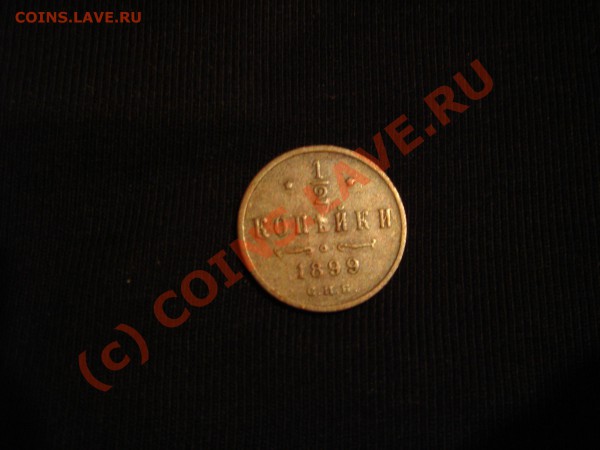 COINS.LAVE.RU
(c) COINS.LAVE.RU
1
2
КОПѢЙКИ
1899
С.П.Б.